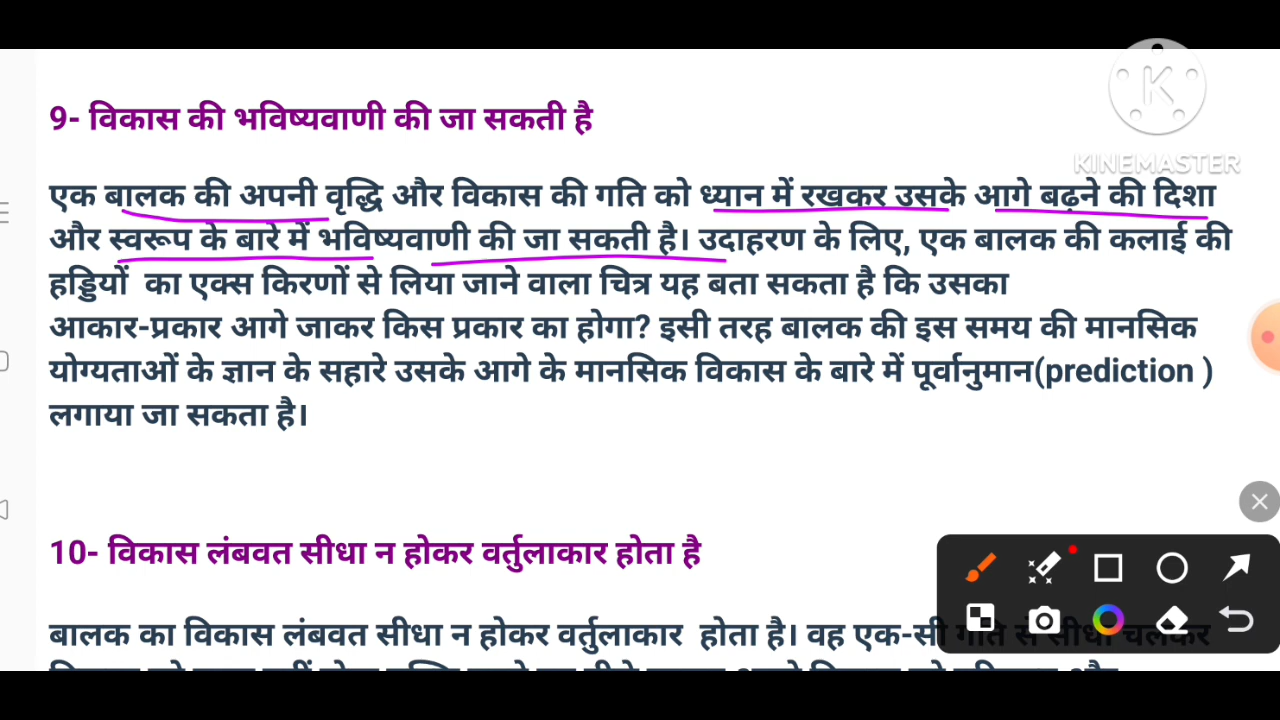 KINEMASTER
9- विकास की भविष्यवाणी की जा सकती है
एक बालक की अपनी वृद्धि और विकास की गति को ध्यान में रखकर उसके आगे बढ़ने की दिशा
और स्वरूप के बारे में भविष्यवाणी की जा सकती है। उदाहरण के लिए, एक बालक की कलाई की
हड्डियों का एक्स किरणों से लिया जाने वाला चित्र यह बता सकता है कि उसका
आकार-प्रकार आगे जाकर किस प्रकार का होगा? इसी तरह बालक की इस समय की मानसिक
योग्यताओं के ज्ञान के सहारे उसके आगे के मानसिक विकास के बारे में पूर्वानुमान(prediction )
लगाया जा सकता है।
10- विकास लंबवत सीधा न होकर वर्तुलाकार होता है
बालक का विकास लंबवत सीधा न होकर वर्तुलाकार होता है। वह एक-सी गति से सीधा चलकर